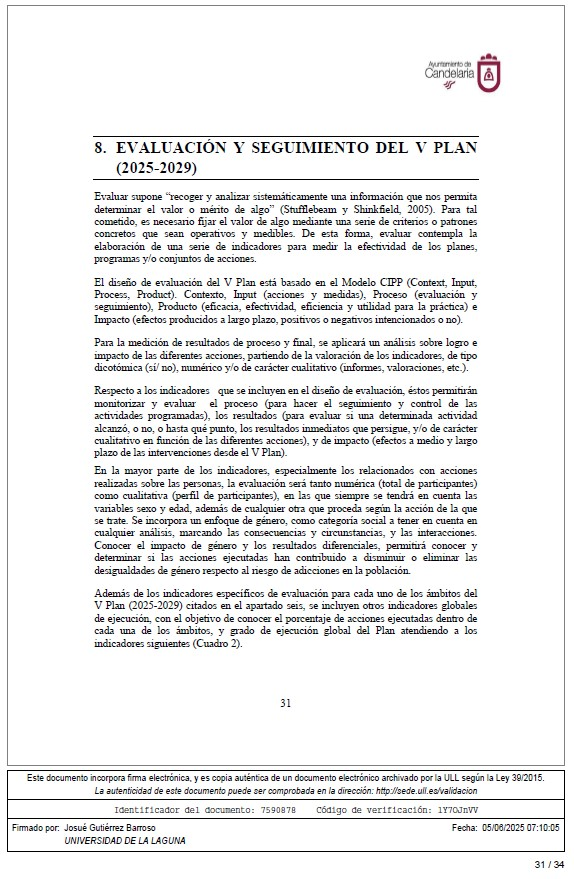 Ayuntamiento de
Candelaria
8. EVALUACIÓN Y SEGUIMIENTO DEL V PLAN
(2025-2029)
Evaluar supone “recoger y analizar sistemáticamente una información que nos permita
determinar el valor o mérito de algo” (Stufflebeam y Shinkfield, 2005). Para tal
cometido, es necesario fijar el valor de algo mediante una serie de criterios o patrones
concretos que sean operativos y medibles. De esta forma, evaluar contempla la
elaboración de una serie de indicadores para medir la efectividad de los planes,
programas y/o conjuntos de acciones.
El diseño de evaluación del V Plan está basado en el Modelo CIPP (Context, Input,
Process, Product). Contexto, Input (acciones y medidas), Proceso (evaluación y
seguimiento), Producto (eficacia, efectividad, eficiencia y utilidad para la práctica) e
Impacto (efectos producidos a largo plazo, positivos o negativos intencionados o no).
Para la medición de resultados de proceso y final, se aplicará un análisis sobre logro e
impacto de las diferentes acciones, partiendo de la valoración de los indicadores, de tipo
dicotómica (sí/ no), numérico y/o de carácter cualitativo (informes, valoraciones, etc.).
Respecto a los indicadores que se incluyen en el diseño de evaluación, éstos permitirán
monitorizar y evaluar el proceso (para hacer el seguimiento y control de las
actividades programadas), los resultados (para evaluar si una determinada actividad
alcanzó, o no, o hasta qué punto, los resultados inmediatos que persigue, y/o de carácter
cualitativo en función de las diferentes acciones), y de impacto (efectos a medio y largo
plazo de las intervenciones desde el V Plan).
En la mayor parte de los indicadores, especialmente los relacionados con acciones
realizadas sobre las personas, la evaluación será tanto numérica (total de participantes)
como cualitativa (perfil de participantes), en las que siempre se tendrá en cuenta las
variables sexo y edad, además de cualquier otra que proceda según la acción de la que
se trate. Se incorpora un enfoque de género, como categoría social a tener en cuenta en
cualquier análisis, marcando las consecuencias y circunstancias, y las interacciones.
Conocer el impacto de género y los resultados diferenciales, permitirá conocer y
determinar si las acciones ejecutadas han contribuido a disminuir o eliminar las
desigualdades de género respecto al riesgo de adicciones en la población.
Además de los indicadores específicos de evaluación para cada uno de los ámbitos del
V Plan (2025-2029) citados en el apartado seis, se incluyen otros indicadores globales
de ejecución, con el objetivo de conocer el porcentaje de acciones ejecutadas dentro de
cada una de los ámbitos, y grado de ejecución global del Plan atendiendo a los
indicadores siguientes (Cuadro 2).
31
Este documento incorpora firma electrónica, y es copia auténtica de un documento electrónico archivado por la ULL según la Ley 39/2015.
La autenticidad de este documento puede ser comprobada en la dirección: http://sede.ull.es/validacion
Identificador del documento: 7590878 Código de verificación: lY7OJnVV
Firmado por: Josué Gutiérrez Barroso Fecha: 05/06/2025 07:10:05
UNIVERSIDAD DE LA LAGUNA
31 / 34